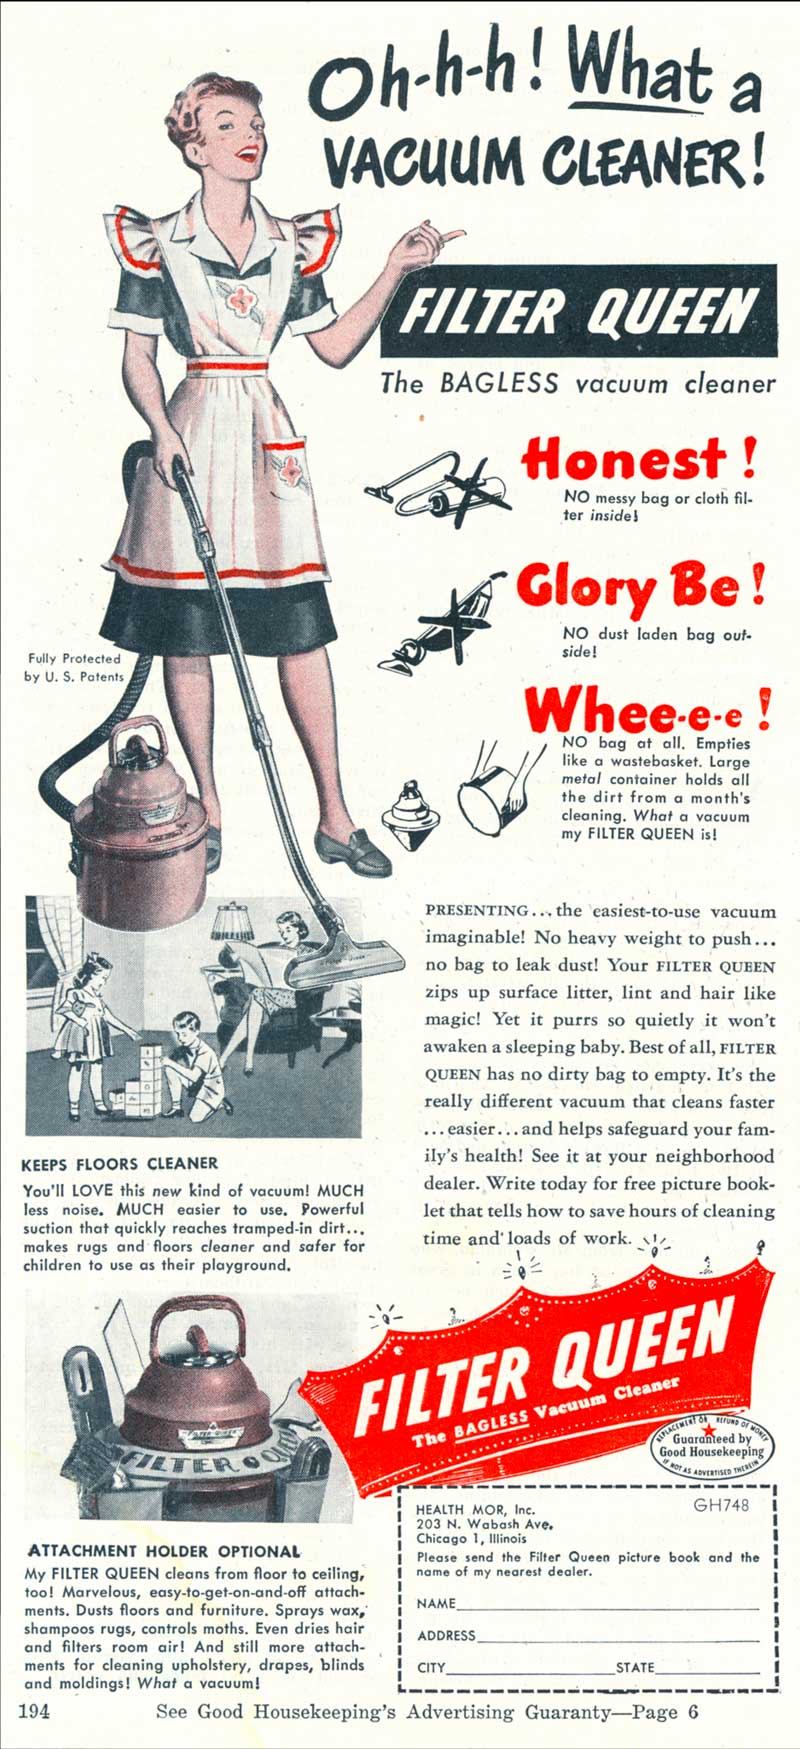 Oh-h-h! What a
VACUUM CLEANER!
FILTER QUEEN
The BAGLESS vacuum cleaner
Honest!
NO messy bag or cloth fil-
ter inside!
Glory Be!
NO dust laden bag out-
side!
Whee-e-e!
NO bag at all. Empties
like a wastebasket. Large
metal container holds all
the dirt from a month's
cleaning. What a vacuum
my FILTER QUEEN is!
Fully Protected
by U. S. Patents
PRESENTING... the easiest-to-use vacuum
imaginable! No heavy weight to push...
no bag to leak dust! Your FILTER QUEEN
zips up surface litter, lint and hair like
magic! Yet it purrs so quietly it won't
awaken a sleeping baby. Best of all, FILTER
QUEEN has no dirty bag to empty. It's the
really different vacuum that cleans faster
...easier...and helps safeguard your fam-
ily's health! See it at your neighborhood
dealer. Write today for free picture book-
let that tells how to save hours of cleaning
time and loads of work.
KEEPS FLOORS CLEANER
You'll LOVE this new kind of vacuum! MUCH
less noise. MUCH easier to use. Powerful
suction that quickly reaches tramped-in dirt...
makes rugs and floors cleaner and safer for
children to use as their playground.
FILTER QUEEN
FILTER QUEEN
FILTER QUEEN
The BAGLESS Vacuum Cleaner
REPLACEMENT OR REFUND OF MONEY
Guaranteed by
Good Housekeeping
IF NOT AS ADVERTISED THEREIN
ATTACHMENT HOLDER OPTIONAL
My FILTER QUEEN cleans from floor to ceiling,
too! Marvelous, easy-to-get-on-and-off attach-
ments. Dusts floors and furniture. Sprays wax,
shampoos rugs, controls moths. Even dries hair
and filters room air! And still more attach-
ments for cleaning upholstery, drapes, blinds
and moldings! What a vacuum!
GH748
HEALTH MOR, Inc.
203 N. Wabash Ave.
Chicago 1, Illinois
Please send the Filter Queen picture book and the
name of my nearest dealer.
NAME
ADDRESS
CITY STATE
194 See Good Housekeeping's Advertising Guaranty—Page 6